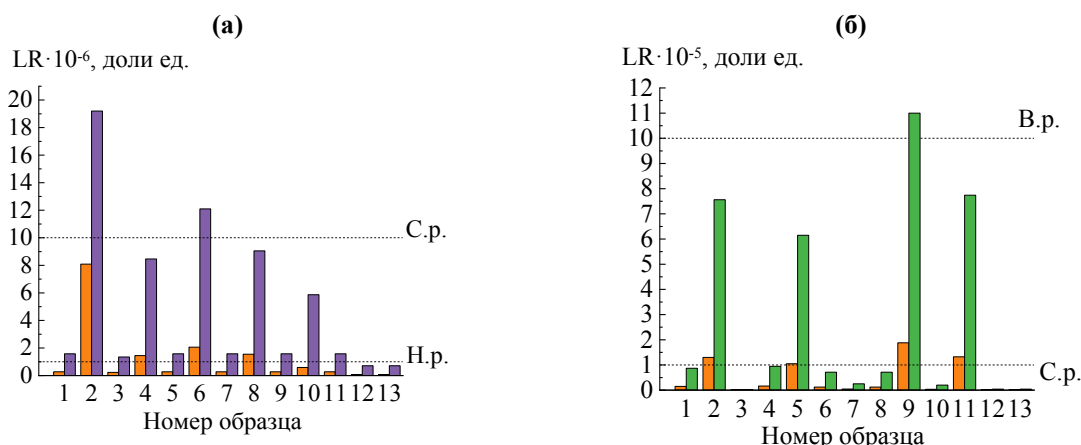 (а)
LR·10-6, доли ед.
20
18
16
14
12
10
8
6
4
2
0
С.р.
Н.р.
1 2 3 4 5 6 7 8 9 10 11 12 13
Номер образца
(б)
LR·10-5, доли ед.
12
11
10
9
8
7
6
5
4
3
2
1
0
В.р.
С.р.
1 2 3 4 5 6 7 8 9 10 11 12 13
Номер образца